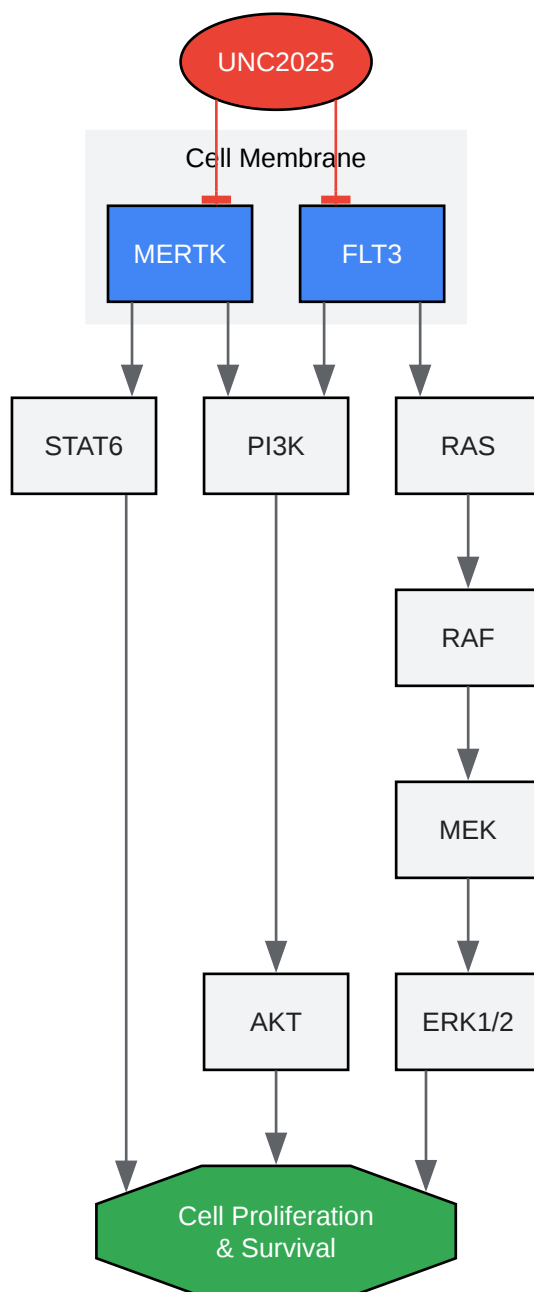 UNC2025
Cell Membrane
MERTK
FLT3
STAT6
PI3K
RAS
RAF
MEK
AKT
ERK1/2
Cell Proliferation
& Survival